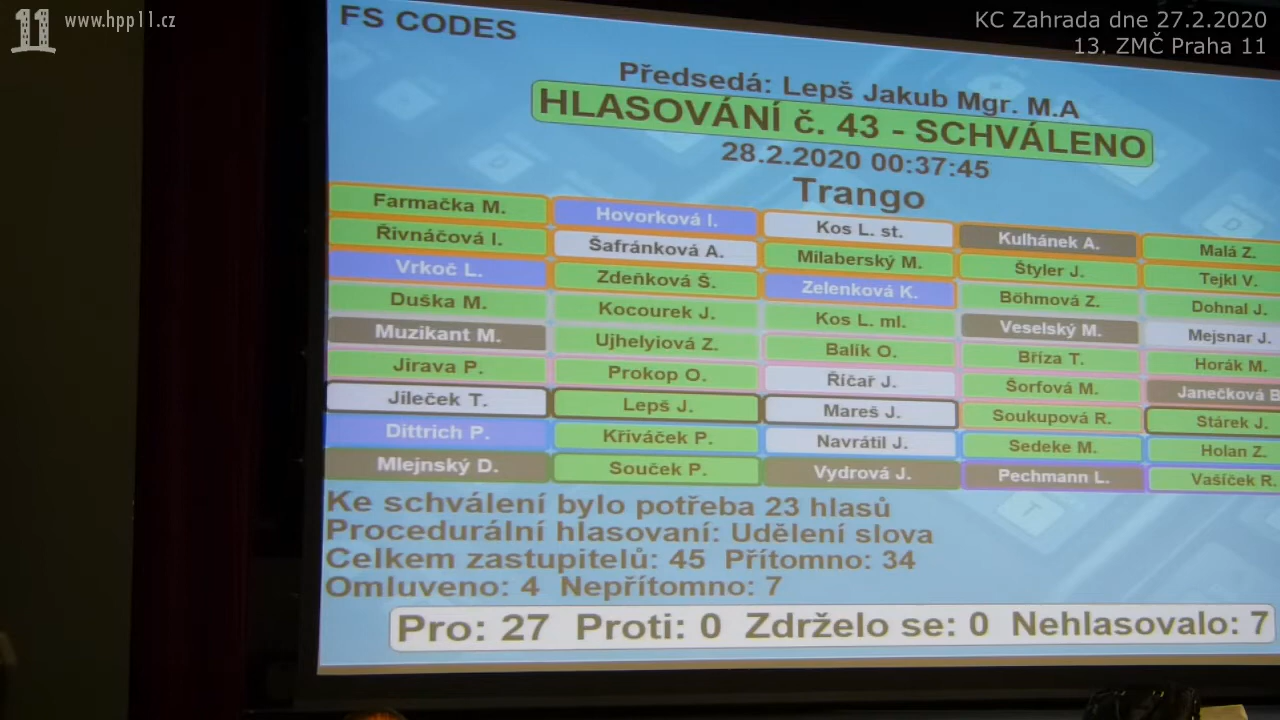 11 www.hpp11.cz
KC Zahrada dne 27.2.2020
13. ZMČ Praha 11
FS CODES
Předsedá: Lepš Jakub Mgr. M.A
HLASOVÁNÍ č. 43 - SCHVÁLENO
28.2.2020 00:37:45
Trango
Farmačka M. Hovorková I. Kos L. st. Kulhánek A. Malá Z.
Řivnáčová I. Šafránková A. Milaberský M. Štyler J. Tejkl V.
Vrkoč L. Zdeňková Š. Zelenková K. Böhmová Z. Dohnal J.
Duška M. Kocourek J. Kos L. ml. Veselský M. Mejsnar J.
Muzikant M. Ujhelyiová Z. Balík O. Bříza T. Horák M.
Jirava P. Prokop O. Říčař J. Šorfová M. Janečková B
Jileček T. Lepš J. Mareš J. Soukupová R. Stárek J.
Dittrich P. Křiváček P. Navrátil J. Sedeke M. Holan Z.
Mlejnský D. Souček P. Vydrová J. Pechmann L. Vašíček R.
Ke schválení bylo potřeba 23 hlasů
Procedurální hlasovaní: Udělení slova
Celkem zastupitelů: 45 Přítomno: 34
Omluveno: 4 Nepřítomno: 7
Pro: 27 Proti: 0 Zdrželo se: 0 Nehlasovalo: 7